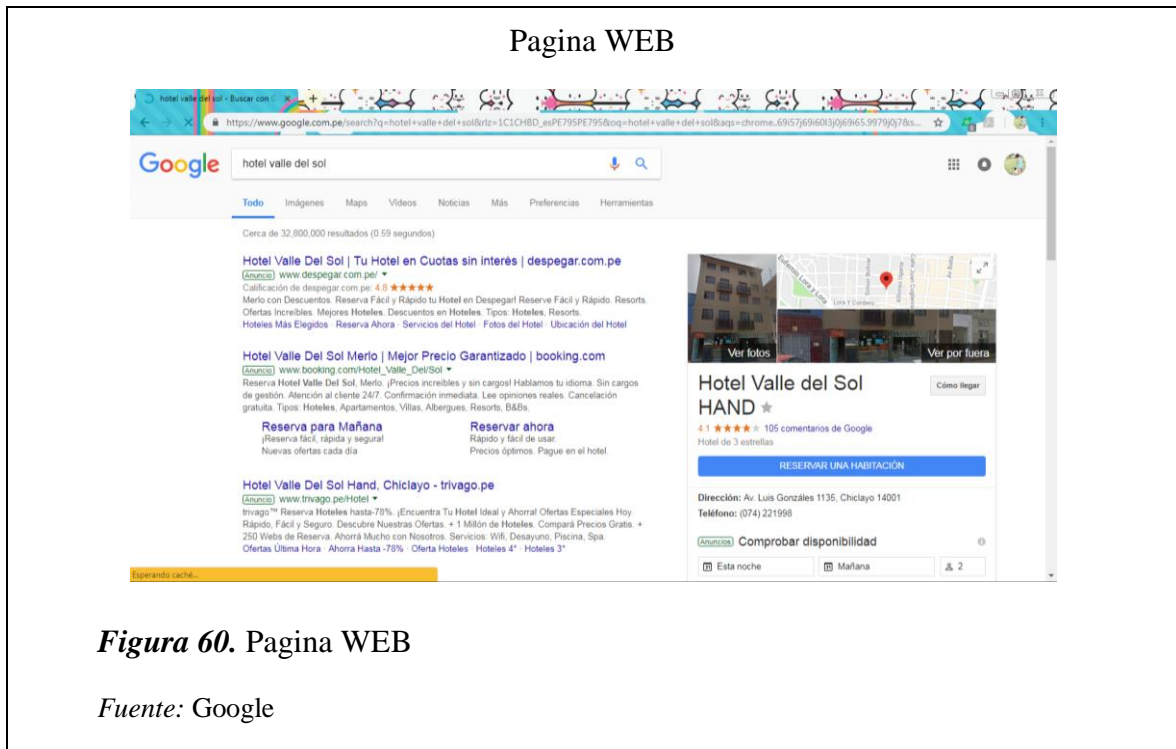 Pagina WEB
hotel valle del sol - Buscar con G
https://www.google.com.pe/search?q=hotel+valle+del+sol&rlz=1C1CHBD_esPE795PE795&oq=hotel+valle+del+sol&aqs=chrome..69i57j69i60l3j0j69i65.9979j0j7&s...
Google
hotel valle del sol
Todo Imágenes Maps Vídeos Noticias Más Preferencias Herramientas
Cerca de 32,800,000 resultados (0.59 segundos)
Hotel Valle Del Sol | Tu Hotel en Cuotas sin interés | despegar.com.pe
Anuncio www.despegar.com.pe/
Calificación de despegar.com.pe: 4.8 ★★★★★
Merlo con Descuentos. Reserva Fácil y Rápido tu Hotel en Despegar! Reserve Fácil y Rápido. Resorts.
Ofertas Increíbles. Mejores Hoteles. Descuentos en Hoteles. Tipos: Hoteles, Resorts.
Hoteles Más Elegidos · Reserva Ahora · Servicios del Hotel · Fotos del Hotel · Ubicación del Hotel
Hotel Valle Del Sol Merlo | Mejor Precio Garantizado | booking.com
Anuncio www.booking.com/Hotel_Valle_Del/Sol
Reserva Hotel Valle Del Sol, Merlo. ¡Precios increíbles y sin cargos! Hablamos tu idioma. Sin cargos
de gestión. Atención al cliente 24/7. Confirmación inmediata. Lee opiniones reales. Cancelación
gratuita. Tipos: Hoteles, Apartamentos, Villas, Albergues, Resorts, B&Bs.
Reserva para Mañana
¡Reserva fácil, rápida y segura!
Nuevas ofertas cada día
Reservar ahora
Rápido y fácil de usar.
Precios óptimos. Pague en el hotel.
Hotel Valle Del Sol Hand, Chiclayo - trivago.pe
Anuncio www.trivago.pe/Hotel
trivago™ Reserva Hoteles hasta-78%. ¡Encuentra Tu Hotel Ideal y Ahorra! Ofertas Especiales Hoy.
Rápido, Fácil y Seguro. Descubre Nuestras Ofertas. + 1 Millón de Hoteles. Compará Precios Gratis. +
250 Webs de Reserva. Ahorrá Mucho con Nosotros. Servicios: Wifi, Desayuno, Piscina, Spa.
Ofertas Última Hora · Ahorra Hasta -78% · Oferta Hoteles · Hoteles 4* · Hoteles 3*
Esperando caché...
Eufemio Lora y Lora
Lora Y Cordero
Ver fotos
Ver por fuera
Hotel Valle del Sol
HAND
Cómo llegar
4.1 ★★★★ 105 comentarios de Google
Hotel de 3 estrellas
RESERVAR UNA HABITACIÓN
Dirección: Av. Luis Gonzáles 1135, Chiclayo 14001
Teléfono: (074) 221998
Anuncios Comprobar disponibilidad
Esta noche Mañana 2
Figura 60. Pagina WEB
Fuente: Google